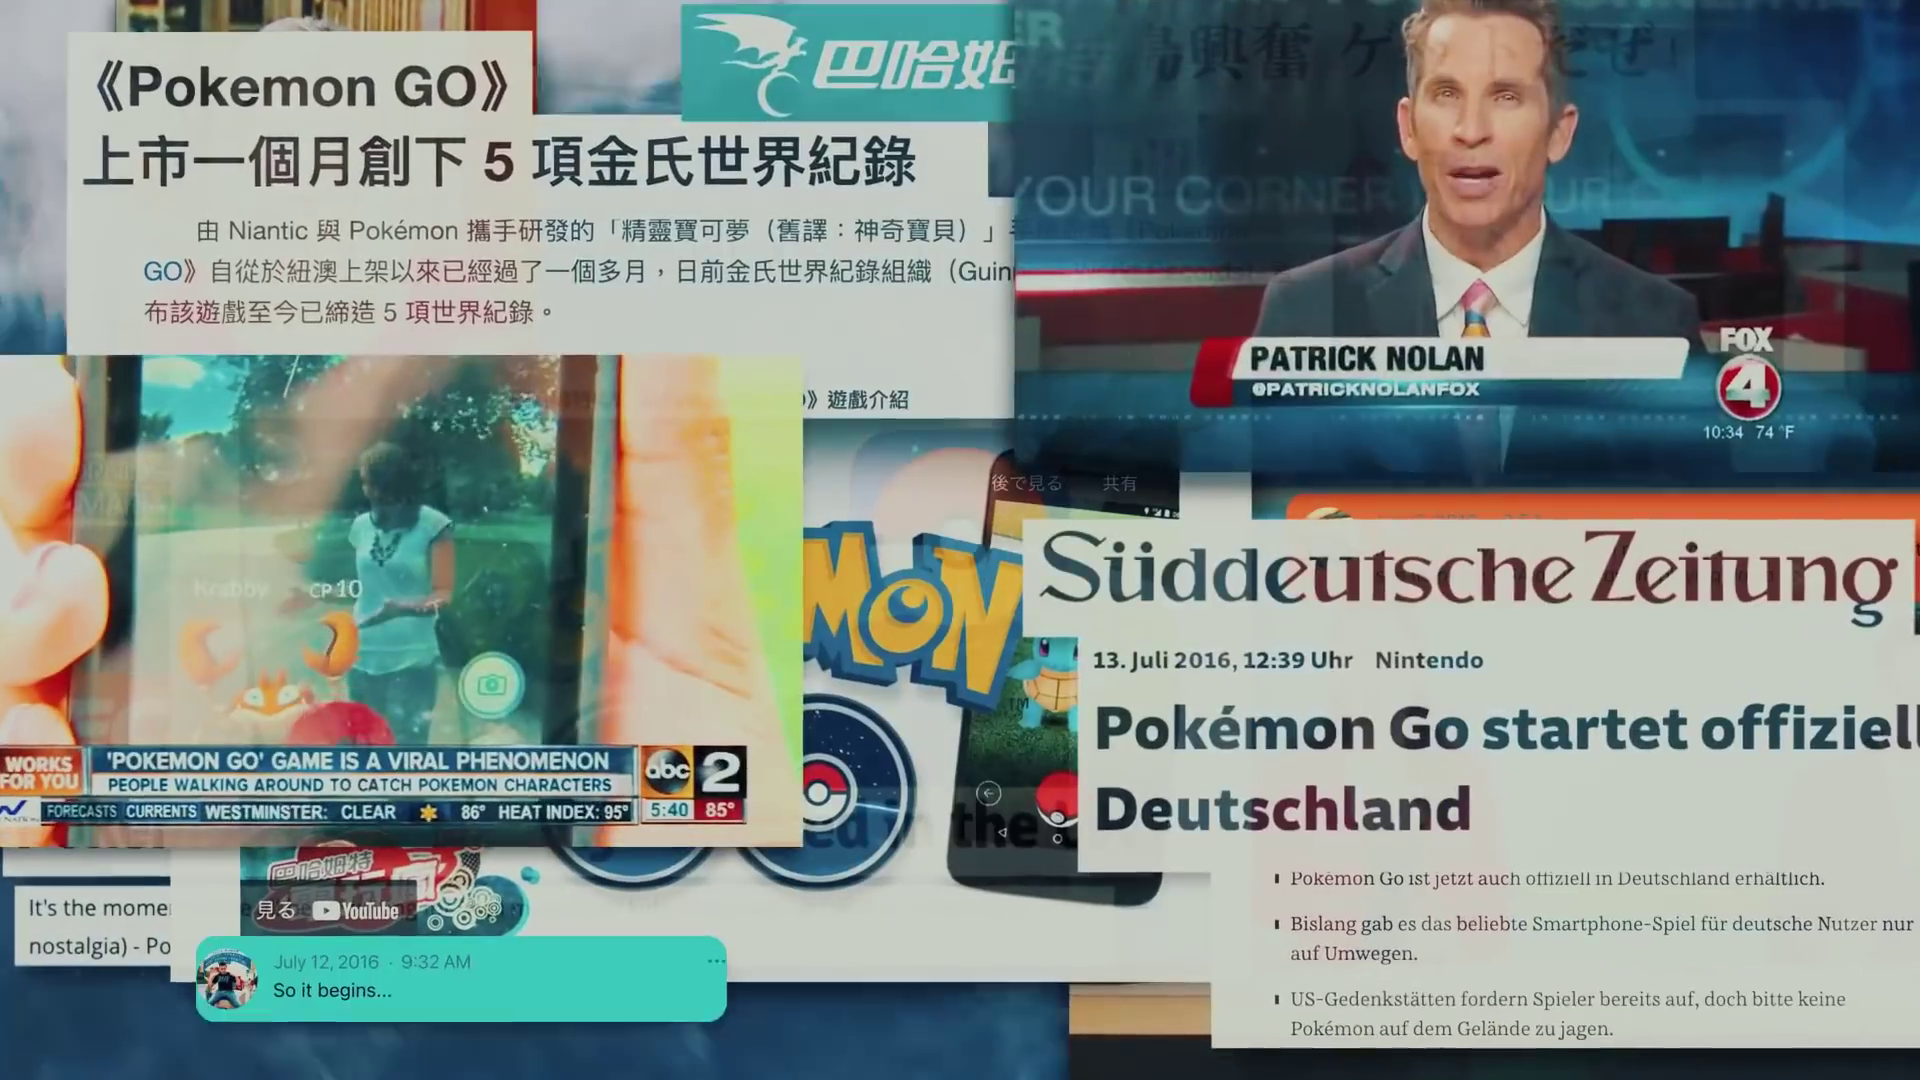 《Pokemon GO》
上市一個月創下 5 項金氏世界紀錄
由 Niantic 與 Pokémon 攜手研發的「精靈寶可夢（舊譯：神奇寶貝）」手
GO》自從於紐澳上架以來已經過了一個多月，日前金氏世界紀錄組織（Guin
布該遊戲至今已締造 5 項世界紀錄。
》遊戲介紹
巴哈姆
YOUR CORNER
PATRICK NOLAN
@PATRICKNOLANFOX
FOX
4
10:34 74 °F
Krabby CP 10
WORKS
FOR YOU
'POKEMON GO' GAME IS A VIRAL PHENOMENON
PEOPLE WALKING AROUND TO CATCH POKEMON CHARACTERS
abc 2
FORECASTS CURRENTS WESTMINSTER: CLEAR 86° HEAT INDEX: 95°
5:40 85°
MON
TM
後で見る 共有
Süddeutsche Zeitung
13. Juli 2016, 12:39 Uhr Nintendo
Pokémon Go startet offiziell
Deutschland
Pokémon Go ist jetzt auch offiziell in Deutschland erhältlich.
Bislang gab es das beliebte Smartphone-Spiel für deutsche Nutzer nur
auf Umwegen.
US-Gedenkstätten fordern Spieler bereits auf, doch bitte keine
Pokémon auf dem Gelände zu jagen.
It's the mome
nostalgia) - Po
巴哈姆特
見る YouTube
July 12, 2016 · 9:32 AM
So it begins...